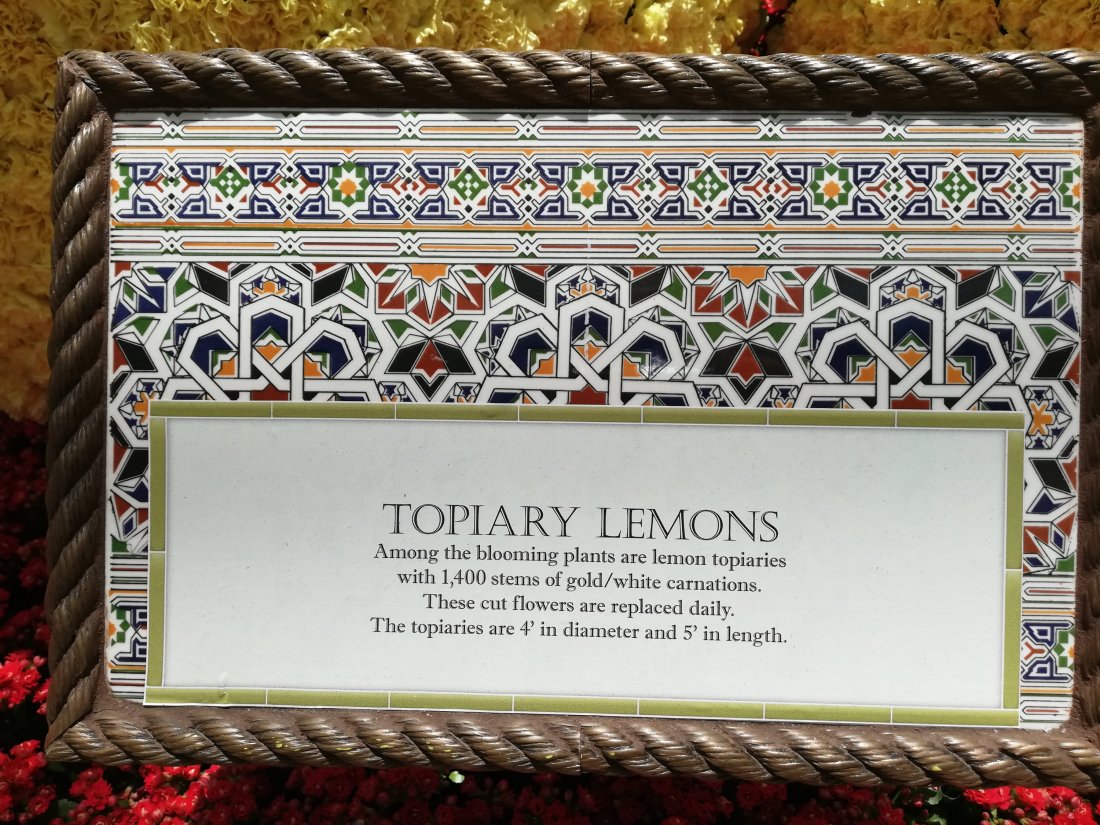 TOPIARY LEMONS
Among the blooming plants are lemon topiaries
with 1,400 stems of gold/white carnations.
These cut flowers are replaced daily.
The topiaries are 4’ in diameter and 5’ in length.